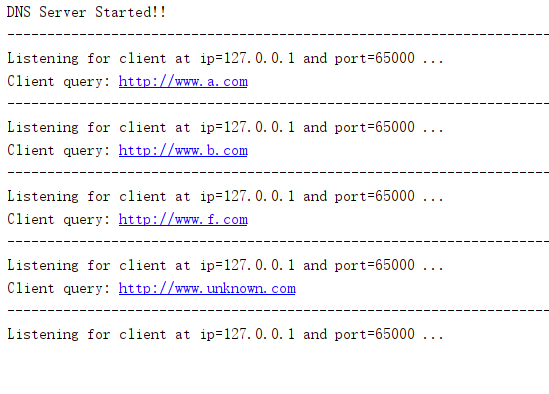 DNS Server Started!!
--------------------------------------------------------------------
Listening for client at ip=127.0.0.1 and port=65000 ...
Client query: http://www.a.com
--------------------------------------------------------------------
Listening for client at ip=127.0.0.1 and port=65000 ...
Client query: http://www.b.com
--------------------------------------------------------------------
Listening for client at ip=127.0.0.1 and port=65000 ...
Client query: http://www.f.com
--------------------------------------------------------------------
Listening for client at ip=127.0.0.1 and port=65000 ...
Client query: http://www.unknown.com
--------------------------------------------------------------------
Listening for client at ip=127.0.0.1 and port=65000 ...